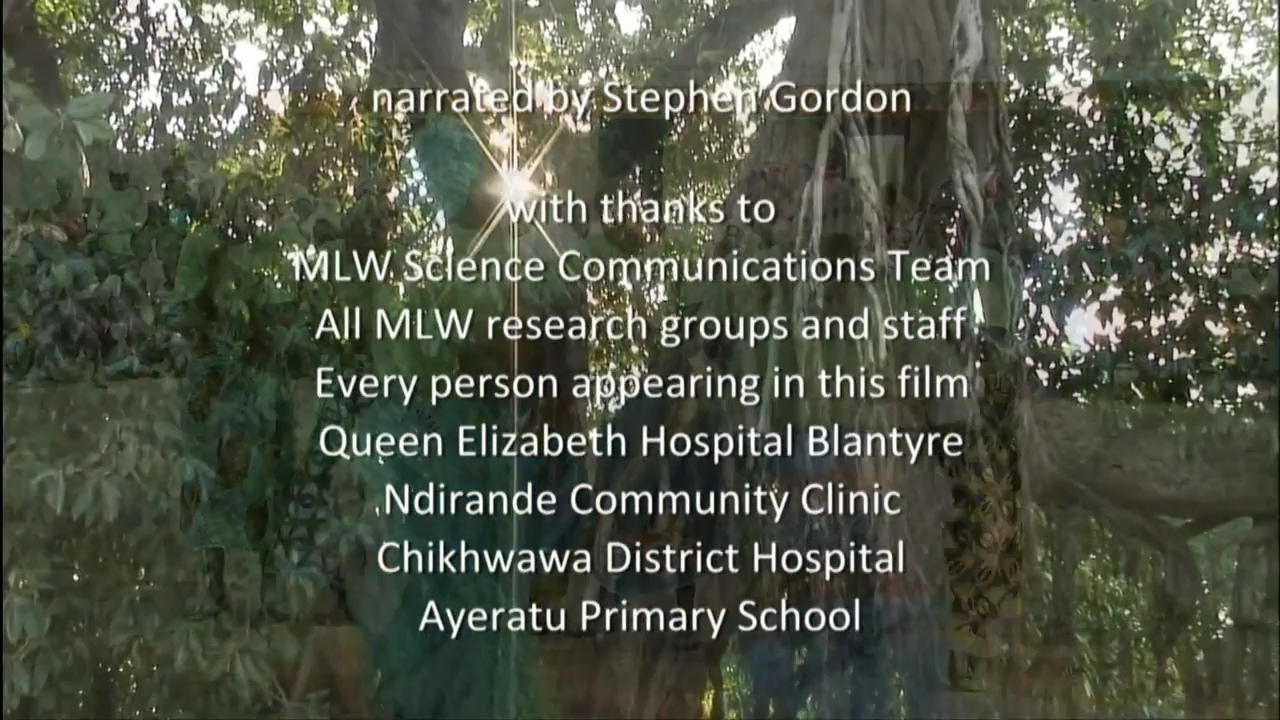 narrated by Stephen Gordon
with thanks to
MLW Science Communications Team
All MLW research groups and staff
Every person appearing in this film
Queen Elizabeth Hospital Blantyre
Ndirande Community Clinic
Chikhwawa District Hospital
Ayeratu Primary School